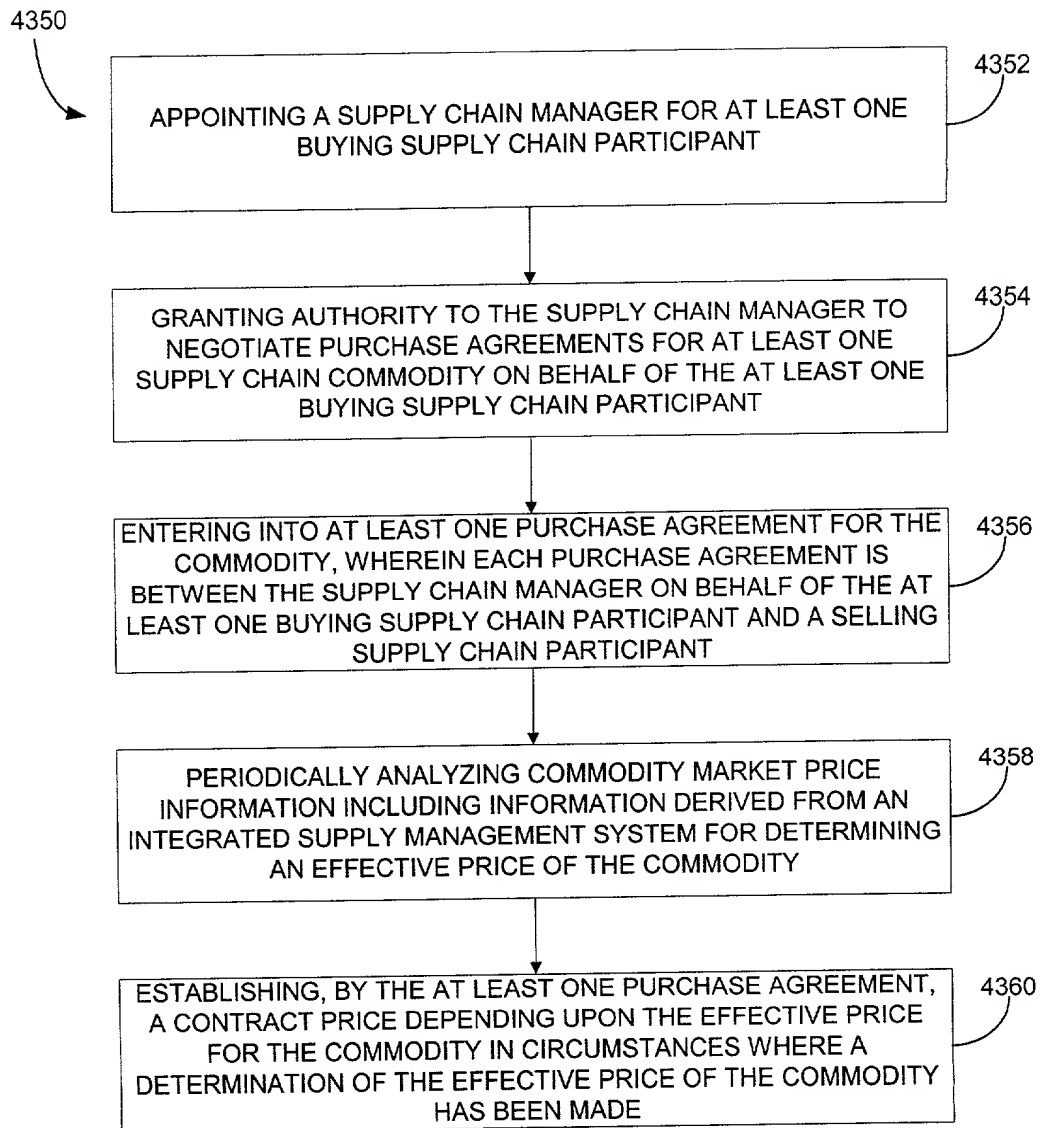 4350
4352
APPOINTING A SUPPLY CHAIN MANAGER FOR AT LEAST ONE
BUYING SUPPLY CHAIN PARTICIPANT
4354
GRANTING AUTHORITY TO THE SUPPLY CHAIN MANAGER TO
NEGOTIATE PURCHASE AGREEMENTS FOR AT LEAST ONE
SUPPLY CHAIN COMMODITY ON BEHALF OF THE AT LEAST ONE
BUYING SUPPLY CHAIN PARTICIPANT
4356
ENTERING INTO AT LEAST ONE PURCHASE AGREEMENT FOR THE
COMMODITY, WHEREIN EACH PURCHASE AGREEMENT IS
BETWEEN THE SUPPLY CHAIN MANAGER ON BEHALF OF THE AT
LEAST ONE BUYING SUPPLY CHAIN PARTICIPANT AND A SELLING
SUPPLY CHAIN PARTICIPANT
4358
PERIODICALLY ANALYZING COMMODITY MARKET PRICE
INFORMATION INCLUDING INFORMATION DERIVED FROM AN
INTEGRATED SUPPLY MANAGEMENT SYSTEM FOR DETERMINING
AN EFFECTIVE PRICE OF THE COMMODITY
4360
ESTABLISHING, BY THE AT LEAST ONE PURCHASE AGREEMENT,
A CONTRACT PRICE DEPENDING UPON THE EFFECTIVE PRICE
FOR THE COMMODITY IN CIRCUMSTANCES WHERE A
DETERMINATION OF THE EFFECTIVE PRICE OF THE COMMODITY
HAS BEEN MADE